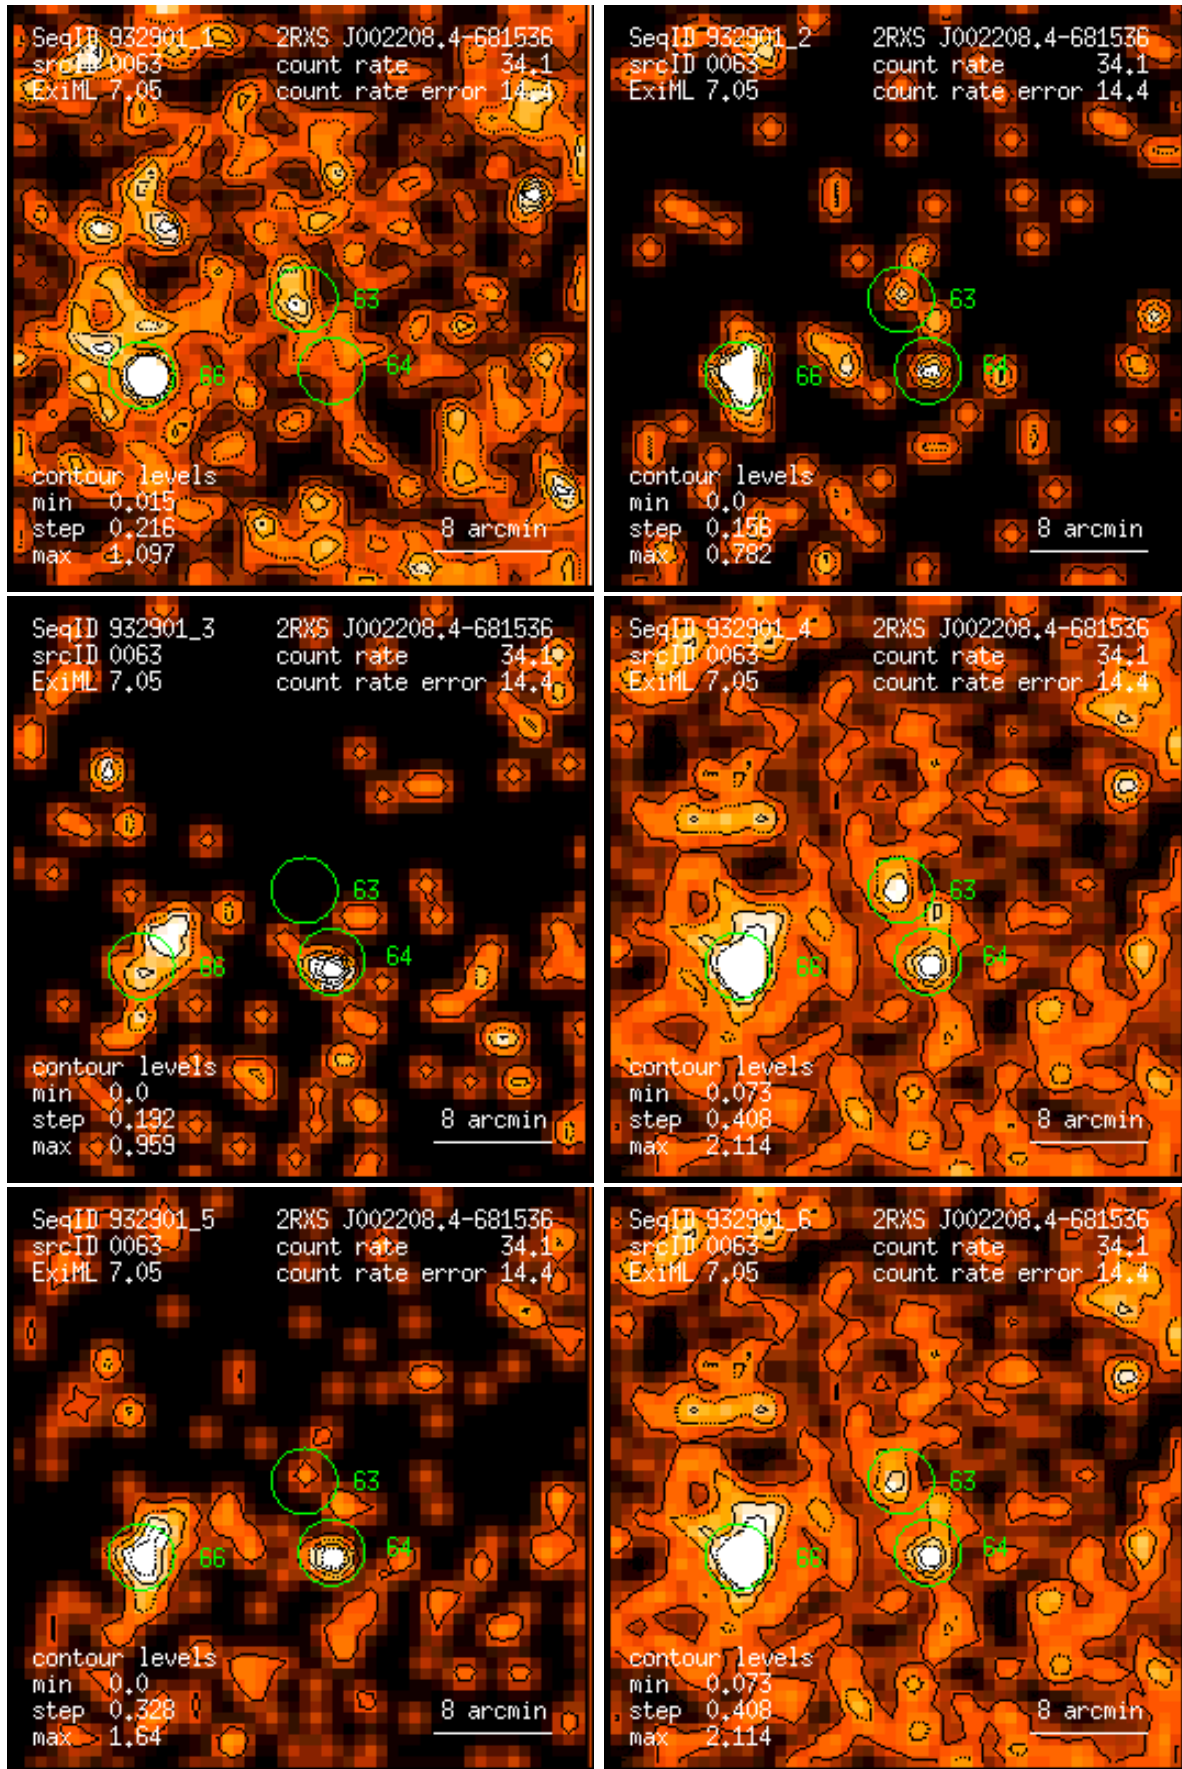 SeqID 932901_1 2RXS J002208.4-681536
srcID 0063 count rate 34.1
ExiML 7.05 count rate error 14.4
63
64
66
contour levels
min 0.015
step 0.216
max 1.097
8 arcmin
SeqID 932901_2 2RXS J002208.4-681536
srcID 0063 count rate 34.1
ExiML 7.05 count rate error 14.4
63
64
66
contour levels
min 0.0
step 0.156
max 0.782
8 arcmin
SeqID 932901_3 2RXS J002208.4-681536
srcID 0063 count rate 34.1
ExiML 7.05 count rate error 14.4
63
64
66
contour levels
min 0.0
step 0.192
max 0.959
8 arcmin
SeqID 932901_4 2RXS J002208.4-681536
srcID 0063 count rate 34.1
ExiML 7.05 count rate error 14.4
63
64
66
contour levels
min 0.073
step 0.408
max 2.114
8 arcmin
SeqID 932901_5 2RXS J002208.4-681536
srcID 0063 count rate 34.1
ExiML 7.05 count rate error 14.4
63
64
66
contour levels
min 0.0
step 0.328
max 1.64
8 arcmin
SeqID 932901_6 2RXS J002208.4-681536
srcID 0063 count rate 34.1
ExiML 7.05 count rate error 14.4
63
64
66
contour levels
min 0.073
step 0.408
max 2.114
8 arcmin